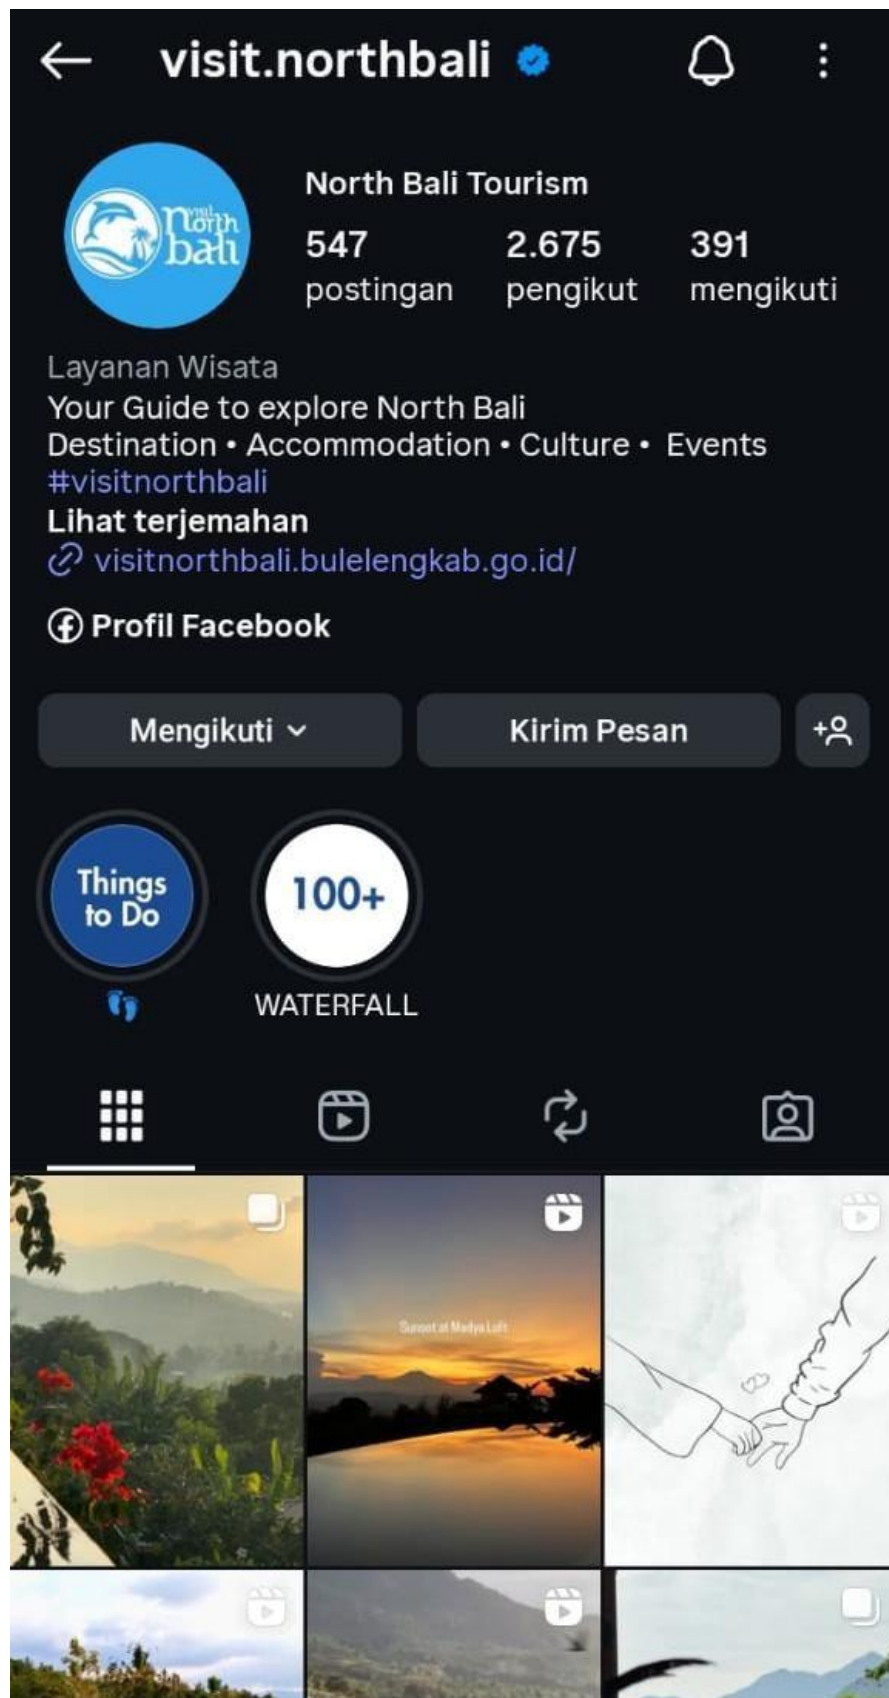 visit.northbali
visit
north
bali
North Bali Tourism
547 2.675 391
postingan pengikut mengikuti
Layanan Wisata
Your Guide to explore North Bali
Destination • Accommodation • Culture • Events
#visitnorthbali
Lihat terjemahan
visitnorthbali.bulelengkab.go.id/
Profil Facebook
Mengikuti Kirim Pesan
Things
to Do
100+
WATERFALL
Sunset at Madya Loft